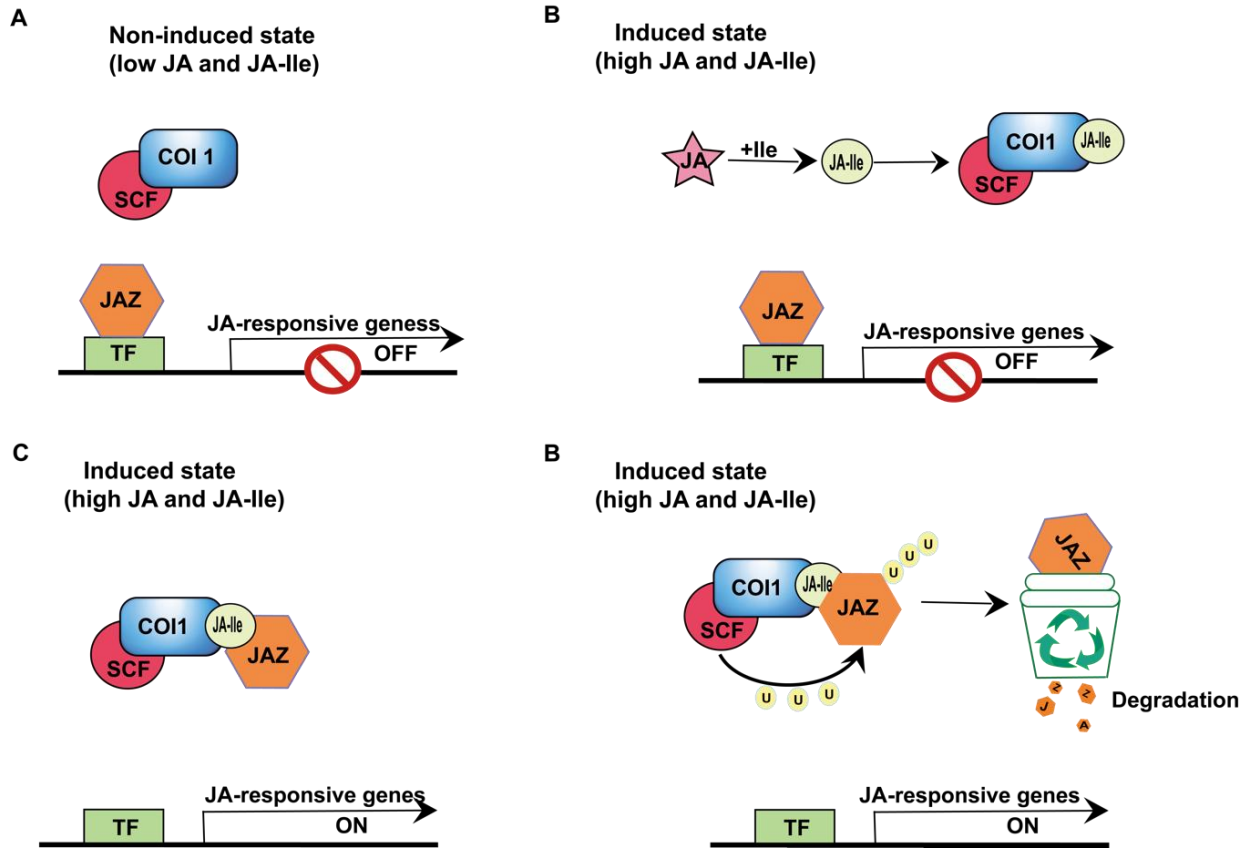 A
Non-induced state
(low JA and JA-Ile)
COI 1
SCF
JAZ
TF
JA-responsive geness
OFF
B
Induced state
(high JA and JA-Ile)
JA
+Ile
JA-Ile
COI1
JA-Ile
SCF
JAZ
TF
JA-responsive genes
OFF
C
Induced state
(high JA and JA-Ile)
COI1
JA-Ile
SCF
JAZ
TF
JA-responsive genes
ON
B
Induced state
(high JA and JA-Ile)
COI1
JA-Ile
SCF
JAZ
U U U
U U U
JAZ
J Z Z A
Degradation
TF
JA-responsive genes
ON